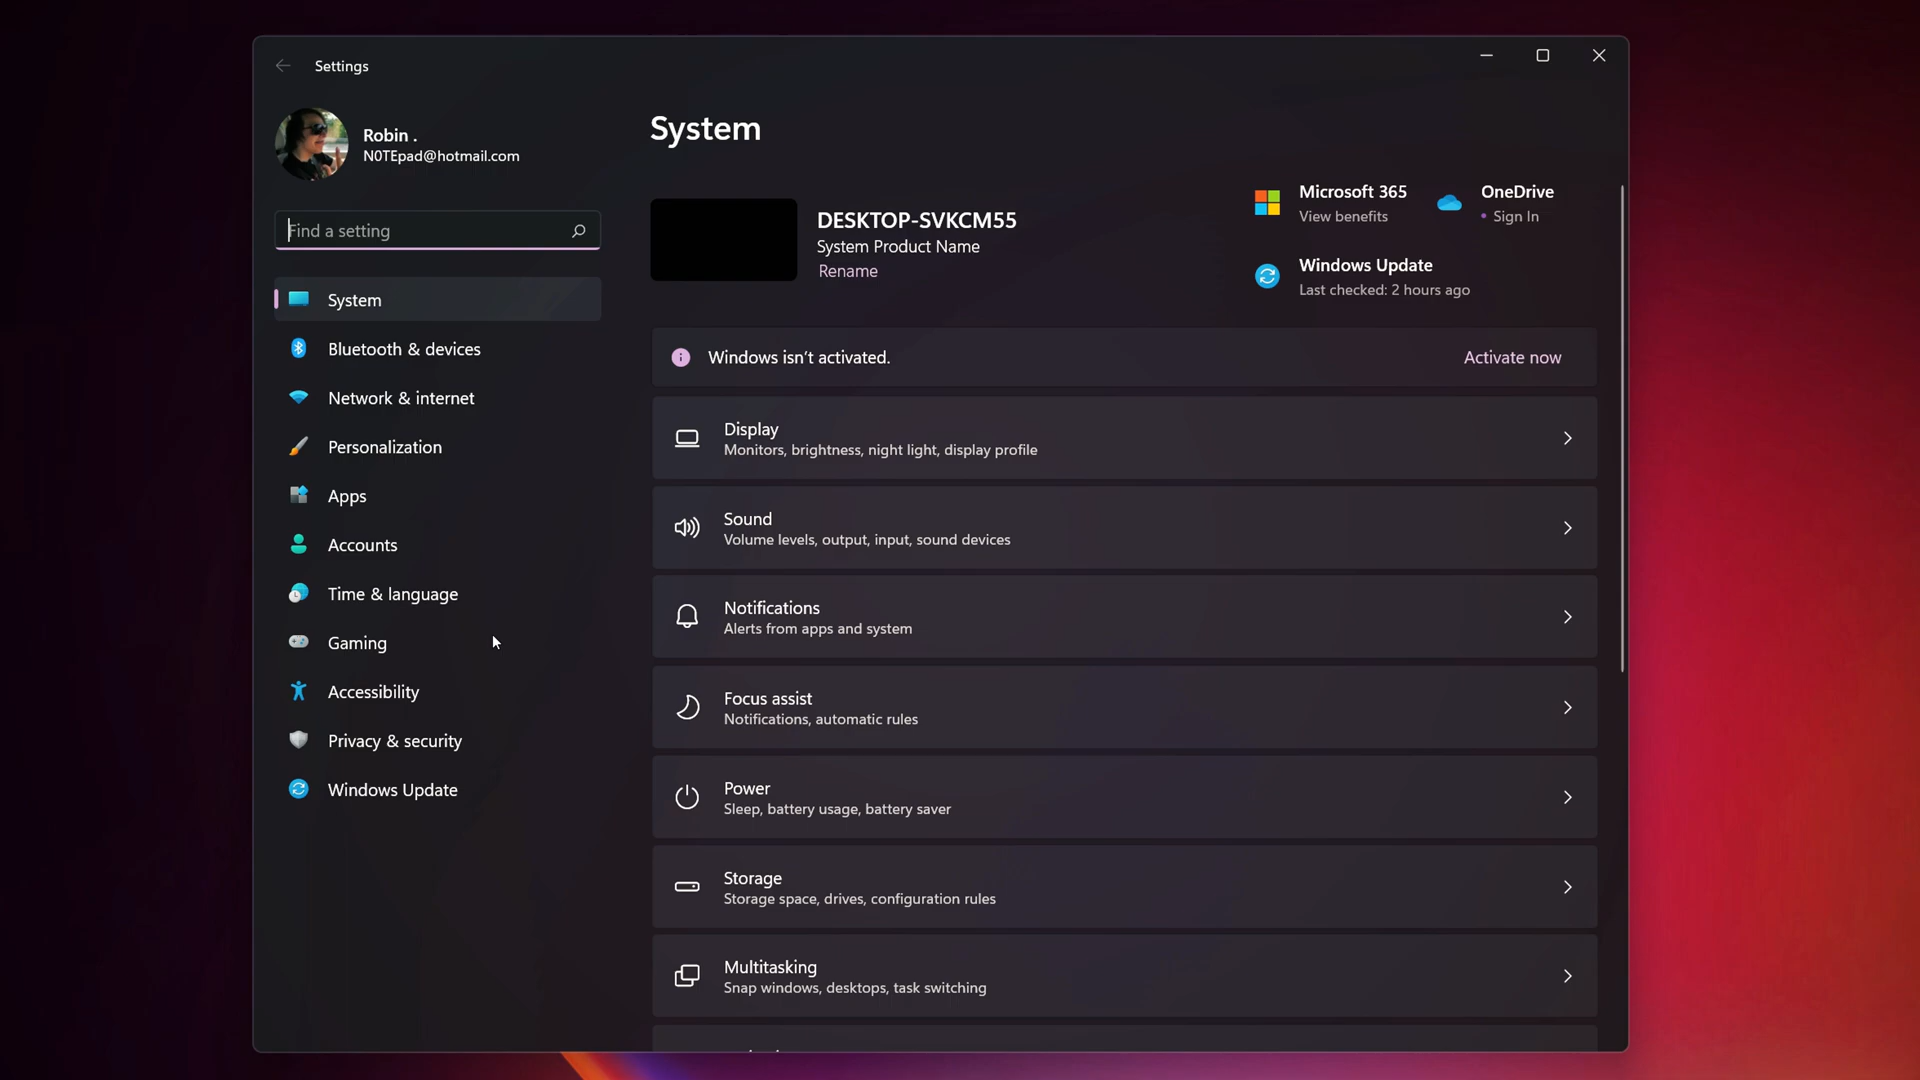 Settings
Robin .
N0TEpad@hotmail.com
Find a setting
System
Bluetooth & devices
Network & internet
Personalization
Apps
Accounts
Time & language
Gaming
Accessibility
Privacy & security
Windows Update
System
DESKTOP-SVKCM55
System Product Name
Rename
Microsoft 365
View benefits
OneDrive
• Sign In
Windows Update
Last checked: 2 hours ago
Windows isn't activated.
Activate now
Display
Monitors, brightness, night light, display profile
Sound
Volume levels, output, input, sound devices
Notifications
Alerts from apps and system
Focus assist
Notifications, automatic rules
Power
Sleep, battery usage, battery saver
Storage
Storage space, drives, configuration rules
Multitasking
Snap windows, desktops, task switching